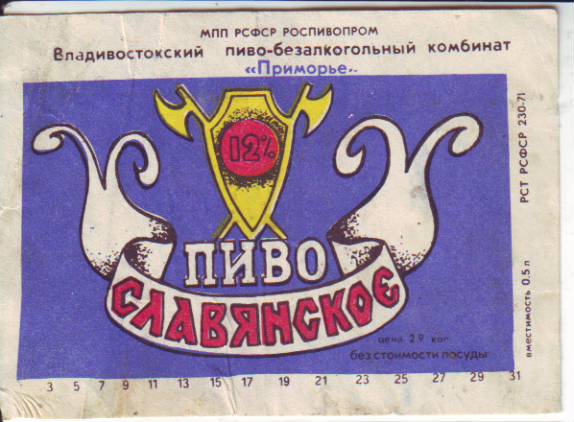 МПП РСФСР РОСПИВОПРОМ
Владивостокский пиво-безалкогольный комбинат
«Приморье»
12%
ПИВО
СЛАВЯНСКОЕ
цена 29 коп.
без стоимости посуды
3 5 7 9 11 13 15 17 19 21 23 25 27 29 31
РСТ РСФСР 230-71
вместимость 0.5 л